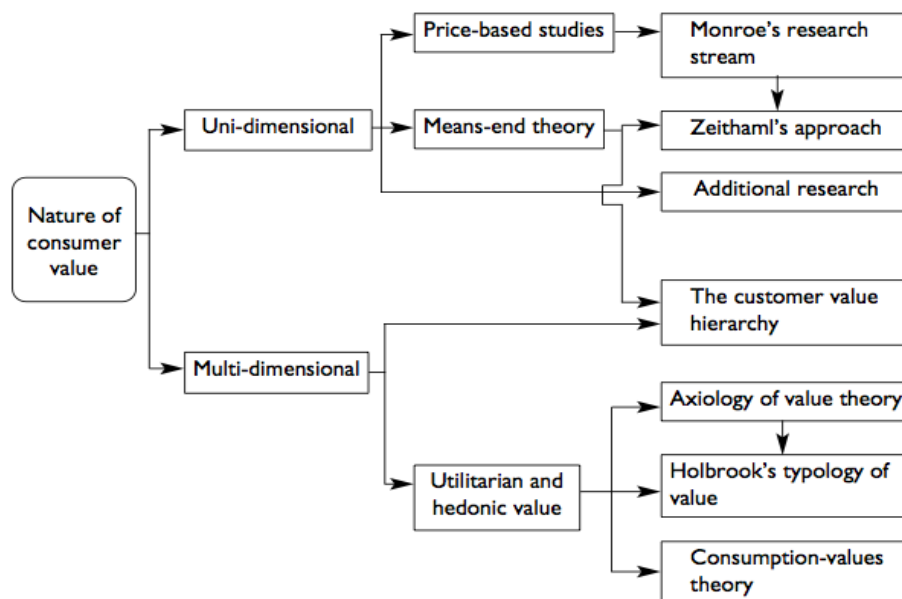 Price-based studies
Monroe's research
stream
Uni-dimensional
Means-end theory
Zeithaml's approach
Additional research
Nature of
consumer
value
The customer value
hierarchy
Multi-dimensional
Axiology of value theory
Utilitarian and
hedonic value
Holbrook's typology of
value
Consumption-values
theory